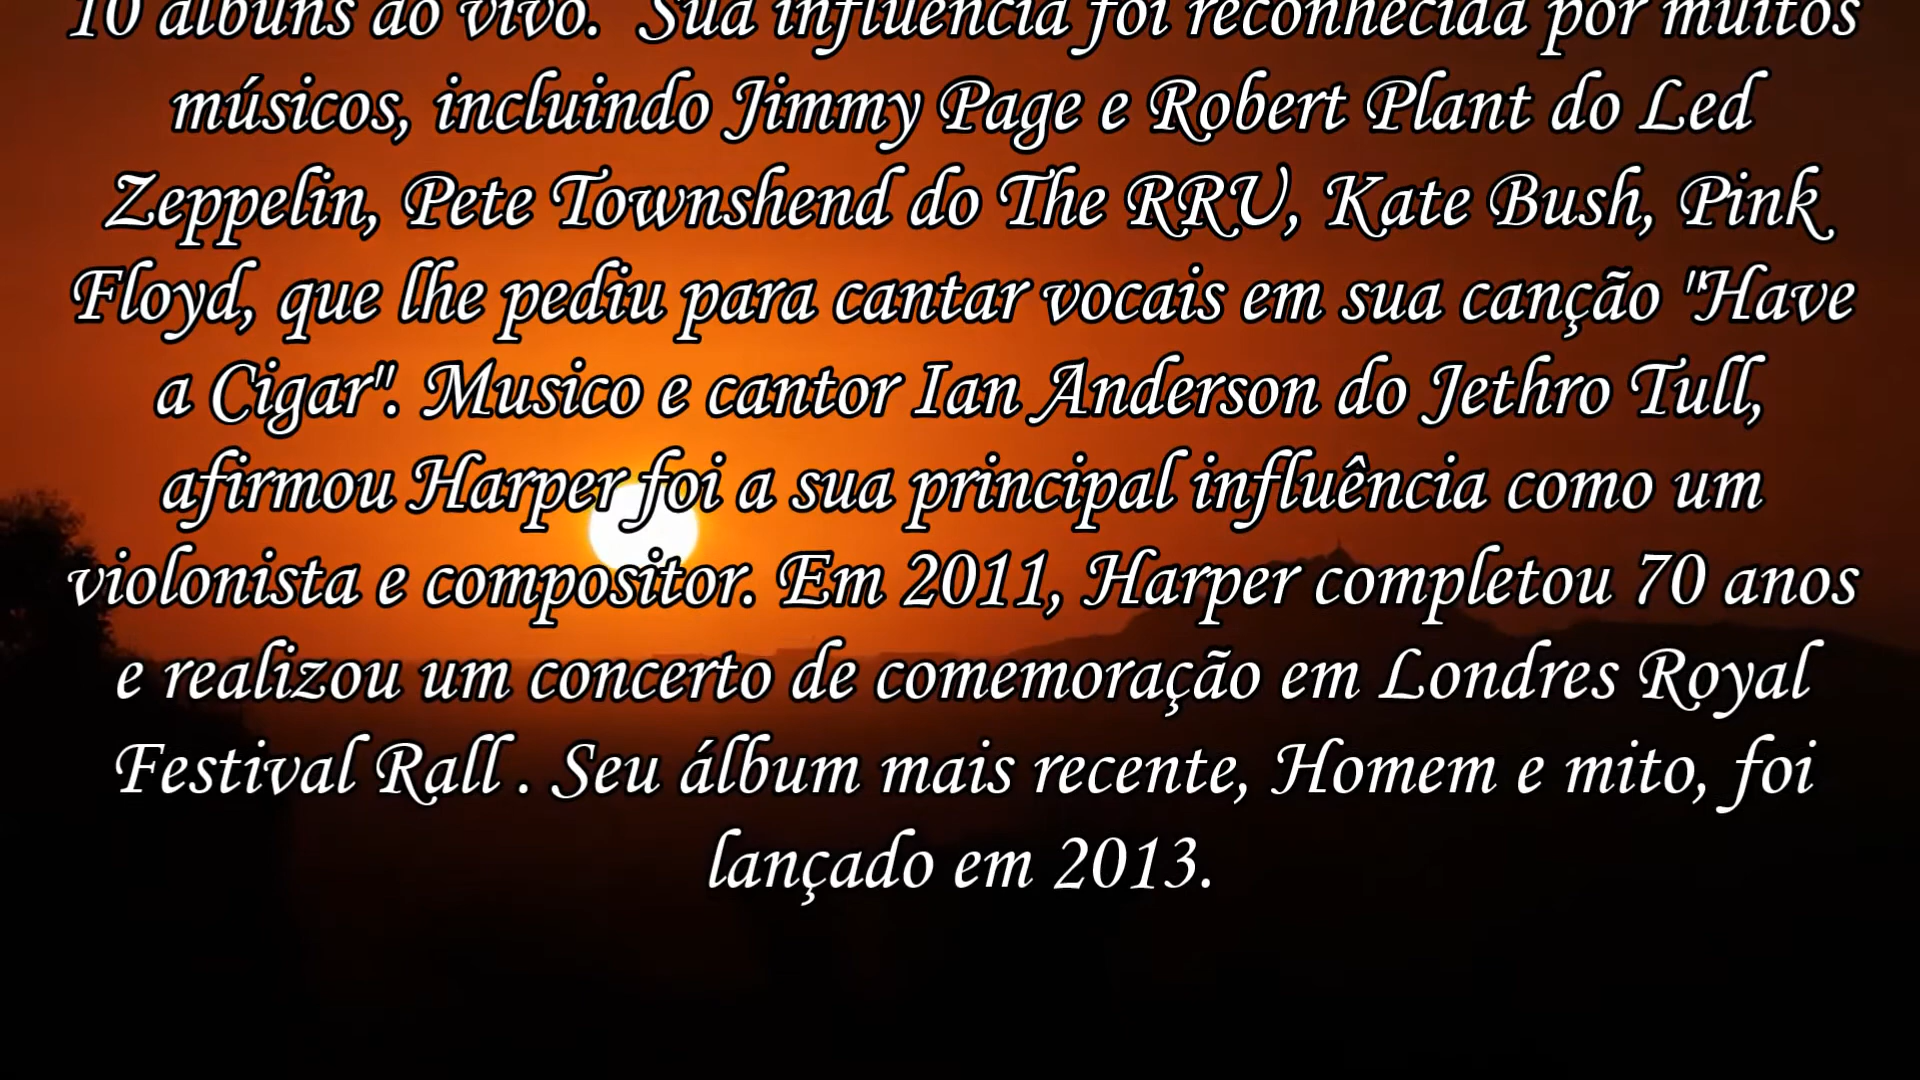 10 álbuns ao vivo. Sua influência foi reconhecida por muitos
músicos, incluindo Jimmy Page e Robert Plant do Led
Zeppelin, Pete Townshend do The RRU, Kate Bush, Pink
Floyd, que lhe pediu para cantar vocais em sua canção "Have
a Cigar". Musico e cantor Ian Anderson do Jethro Tull,
afirmou Harper foi a sua principal influência como um
violonista e compositor. Em 2011, Harper completou 70 anos
e realizou um concerto de comemoração em Londres Royal
Festival Rall . Seu álbum mais recente, Homem e mito, foi
lançado em 2013.